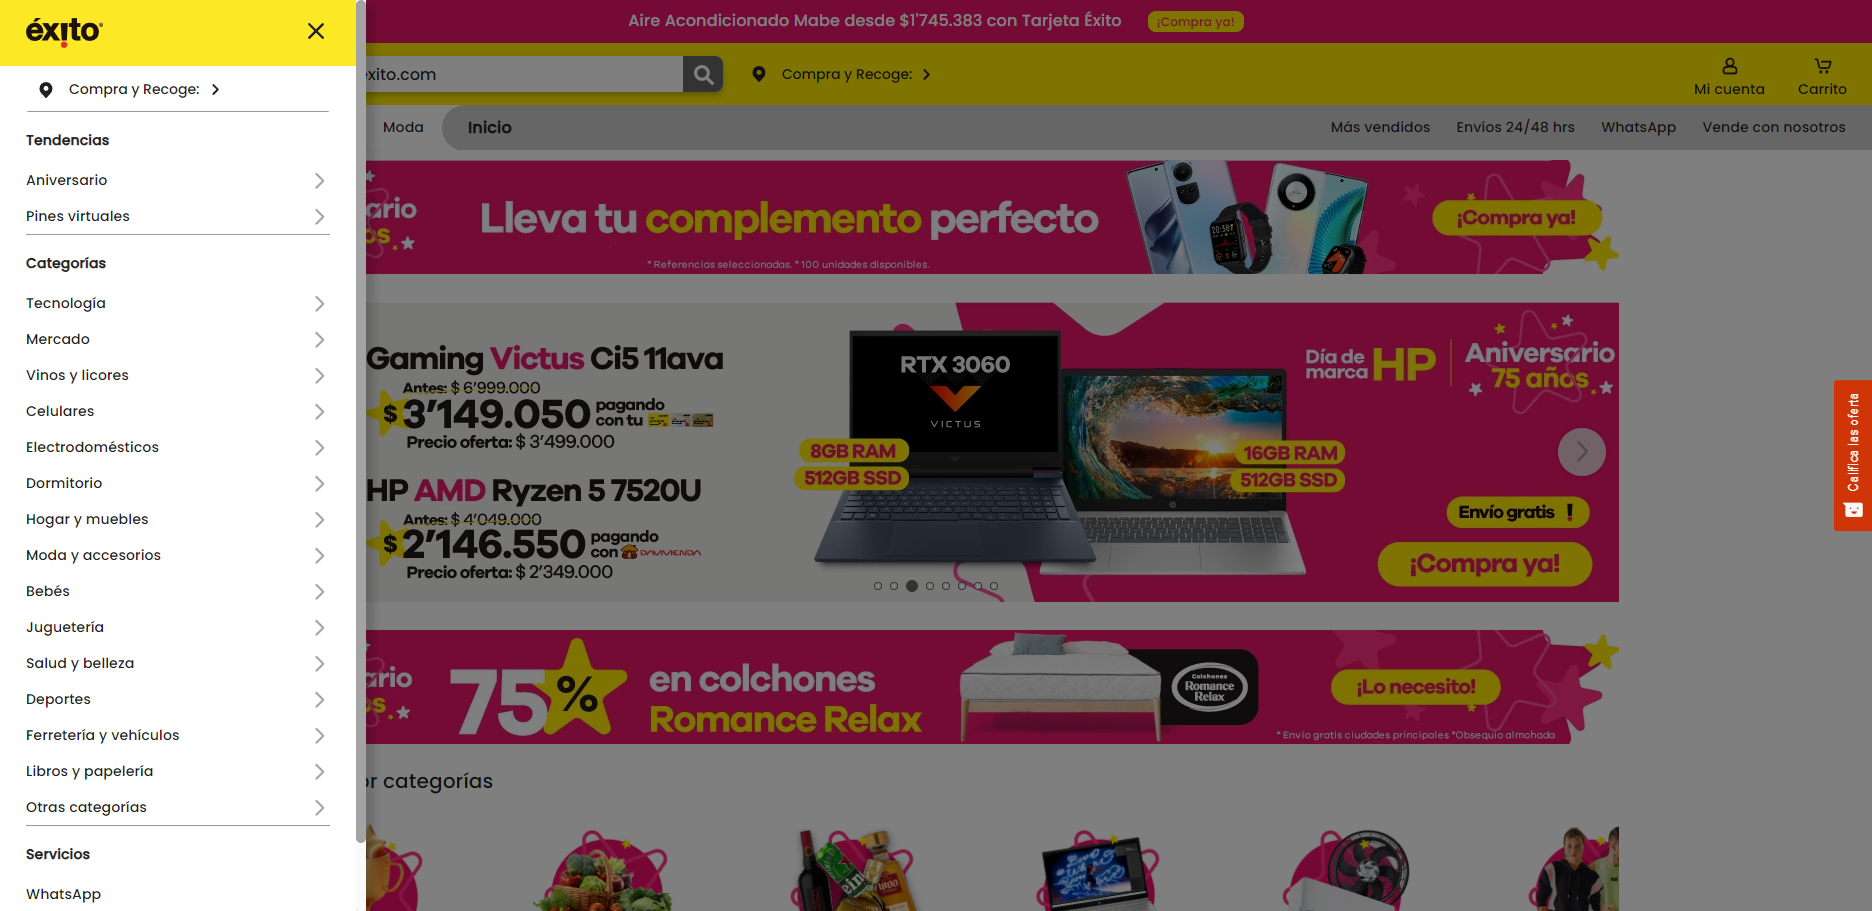 éxito
Compra y Recoge:
Tendencias
Aniversario
Pines virtuales
Categorías
Tecnología
Mercado
Vinos y licores
Celulares
Electrodomésticos
Dormitorio
Hogar y muebles
Moda y accesorios
Bebés
Juguetería
Salud y belleza
Deportes
Ferretería y vehículos
Libros y papelería
Otras categorías
Servicios
WhatsApp
Aire Acondicionado Mabe desde $1'745.383 con Tarjeta Éxito ¡Compra ya!
exito.com
Compra y Recoge:
Mi cuenta
Carrito
Moda
Inicio
Más vendidos
Envíos 24/48 hrs
WhatsApp
Vende con nosotros
Lleva tu complemento perfecto
* Referencias seleccionadas. * 100 unidades disponibles.
20:38
¡Compra ya!
Gaming Victus Ci5 11ava
Antes: $ 6'999.000
$ 3'149.050 pagando
con tu
Precio oferta: $ 3'499.000
HP AMD Ryzen 5 7520U
Antes: $ 4'049.000
$ 2'146.550 pagando
con DAVIVIENDA
Precio oferta: $ 2'349.000
RTX 3060
VICTUS
8GB RAM
512GB SSD
16GB RAM
512GB SSD
Día de
marca HP
Aniversario
75 años
Envío gratis !
¡Compra ya!
Califica las oferta
75%
en colchones
Romance Relax
Colchones
Romance
Relax
¡Lo necesito!
* Envío gratis ciudades principales *Obsequio almohada
or categorías